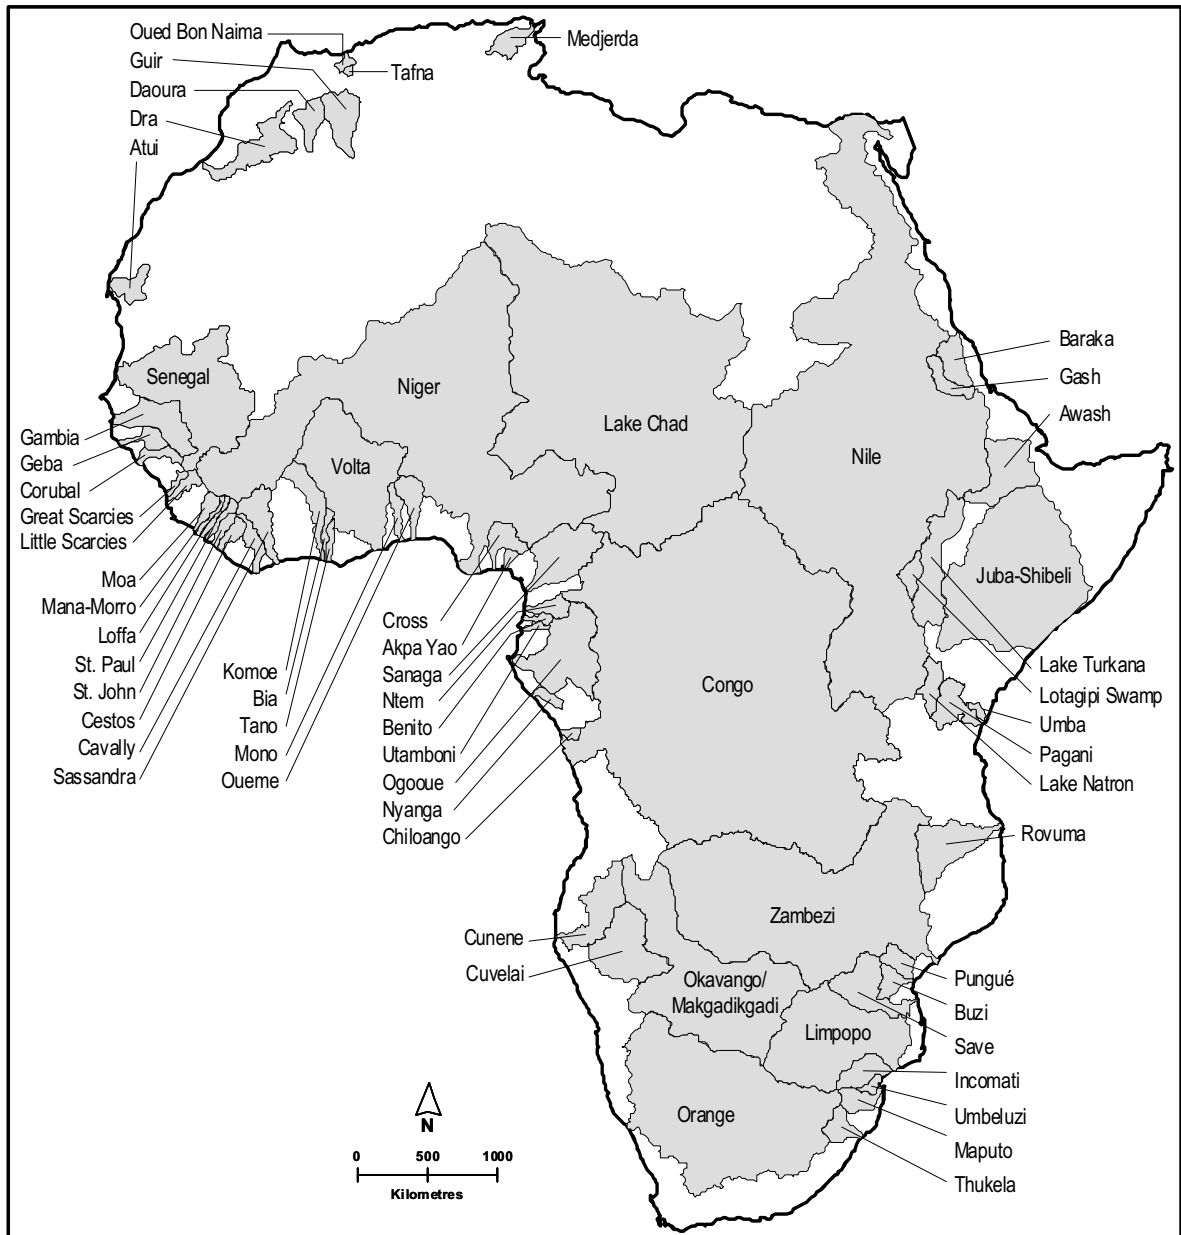 Oued Bon Naima
Guir
Daoura
Dra
Atui
Tafna
Medjerda
Senegal
Niger
Lake Chad
Nile
Volta
Baraka
Gash
Awash
Gambia
Geba
Corubal
Great Scarcies
Little Scarcies
Moa
Mana-Morro
Loffa
St. Paul
St. John
Cestos
Cavally
Sassandra
Komoe
Bia
Tano
Mono
Oueme
Cross
Akpa Yao
Sanaga
Ntem
Benito
Utamboni
Ogooue
Nyanga
Chiloango
Congo
Juba-Shibeli
Lake Turkana
Lotagipi Swamp
Umba
Pagani
Lake Natron
Rovuma
Zambezi
Cunene
Cuvelai
Okavango/
Makgadikgadi
Limpopo
Orange
Pungué
Buzi
Save
Incomati
Umbeluzi
Maputo
Thukela
N
0 500 1000
Kilometres